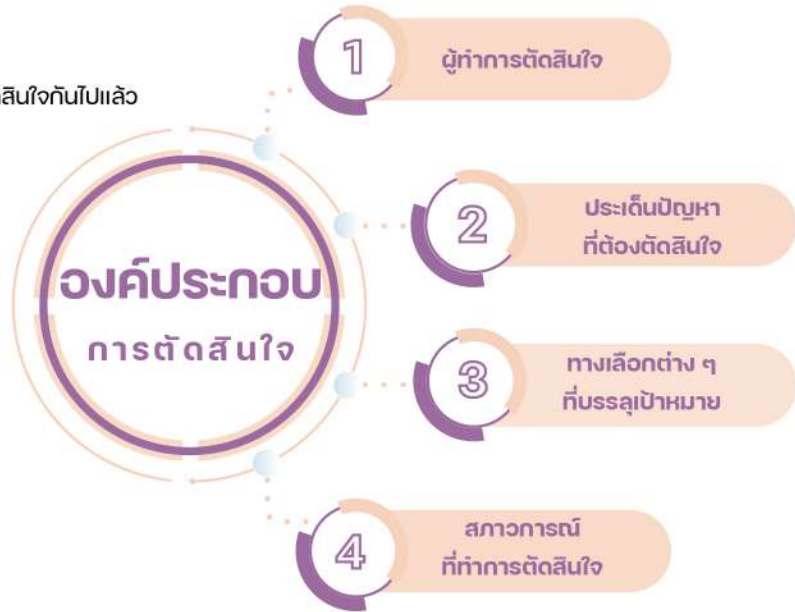 1
ผู้ทำการตัดสินใจ
สินใจกันไปแล้ว
องค์ประกอบ
การตัดสินใจ
2
ประเด็นปัญหา
ที่ต้องตัดสินใจ
3
ทางเลือกต่าง ๆ
ที่บรรลุเป้าหมาย
4
สภาวการณ์
ที่ทำการตัดสินใจ